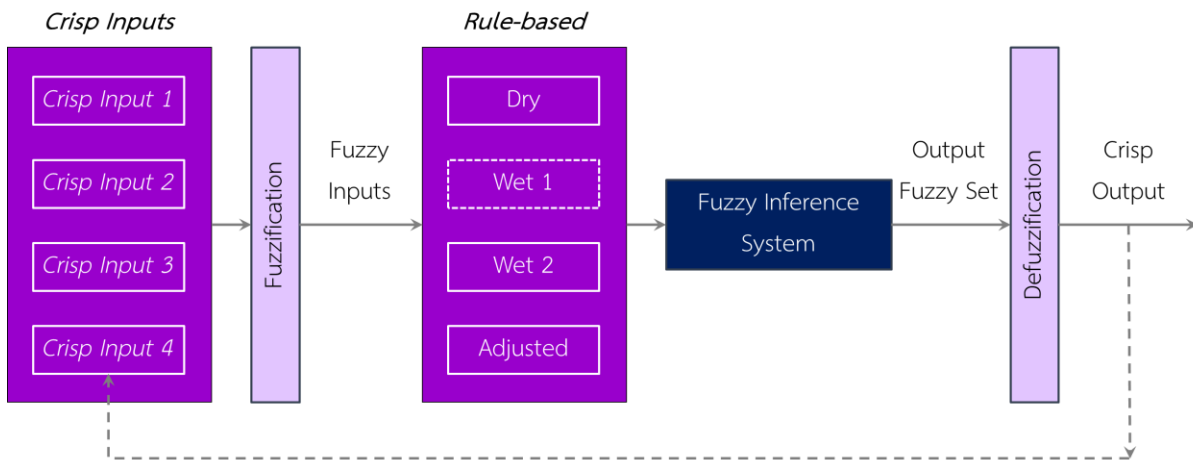 Crisp Inputs
Crisp Input 1
Crisp Input 2
Crisp Input 3
Crisp Input 4
Fuzzification
Fuzzy
Inputs
Rule-based
Dry
Wet 1
Wet 2
Adjusted
Fuzzy Inference
System
Output
Fuzzy Set
Defuzzification
Crisp
Output